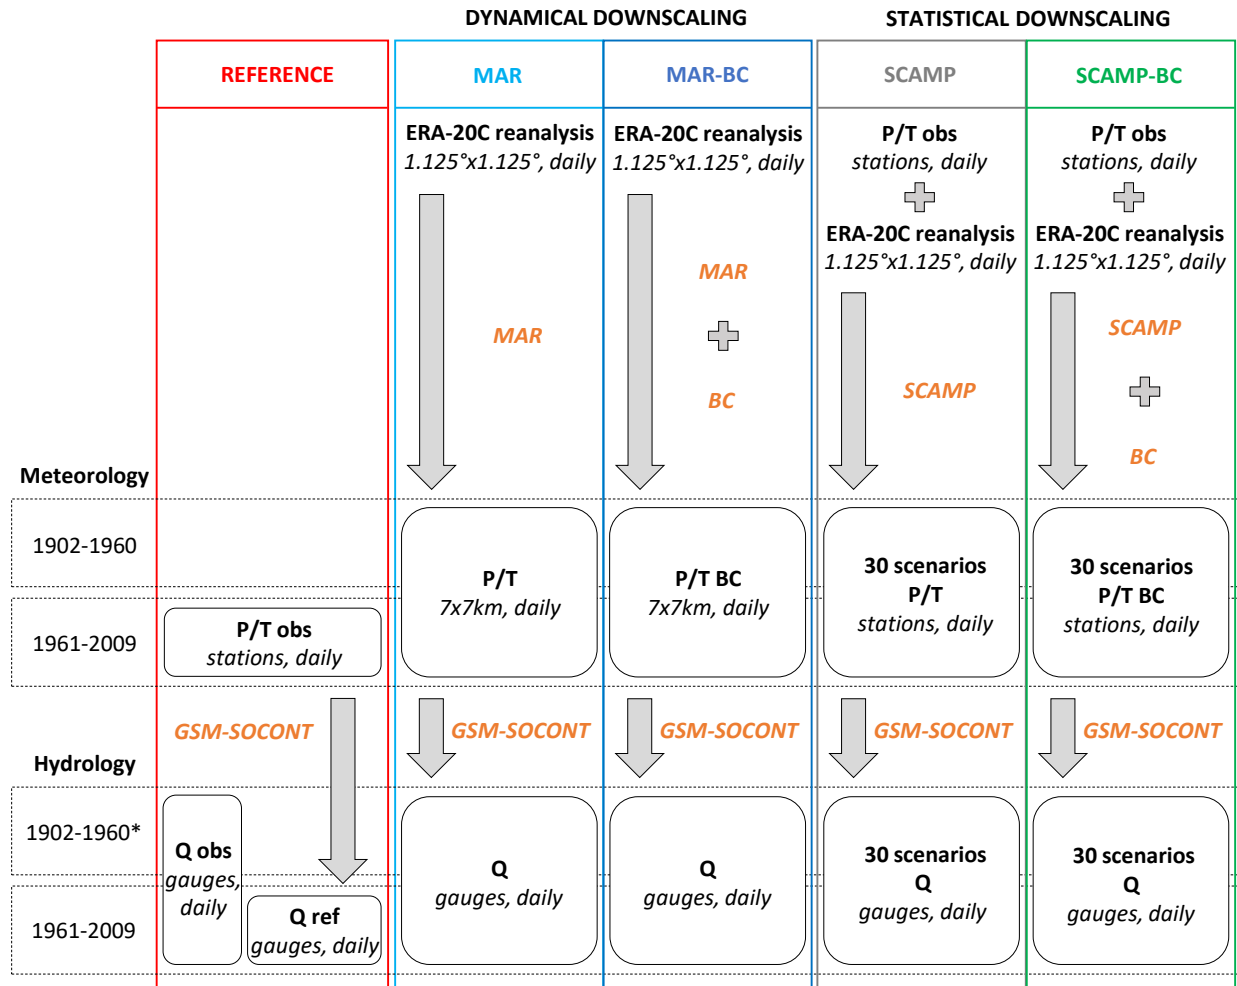 DYNAMICAL DOWNSCALING
STATISTICAL DOWNSCALING
REFERENCE
MAR
MAR-BC
SCAMP
SCAMP-BC
ERA-20C reanalysis
1.125°x1.125°, daily
MAR
ERA-20C reanalysis
1.125°x1.125°, daily
MAR
BC
P/T obs
stations, daily
ERA-20C reanalysis
1.125°x1.125°, daily
SCAMP
P/T obs
stations, daily
ERA-20C reanalysis
1.125°x1.125°, daily
SCAMP
BC
Meteorology
1902-1960
1961-2009
P/T obs
stations, daily
P/T
7x7km, daily
P/T BC
7x7km, daily
30 scenarios
P/T
stations, daily
30 scenarios
P/T BC
stations, daily
GSM-SOCONT
GSM-SOCONT
GSM-SOCONT
GSM-SOCONT
GSM-SOCONT
Hydrology
1902-1960*
1961-2009
Q obs
gauges,
daily
Q ref
gauges, daily
Q
gauges, daily
Q
gauges, daily
30 scenarios
Q
gauges, daily
30 scenarios
Q
gauges, daily